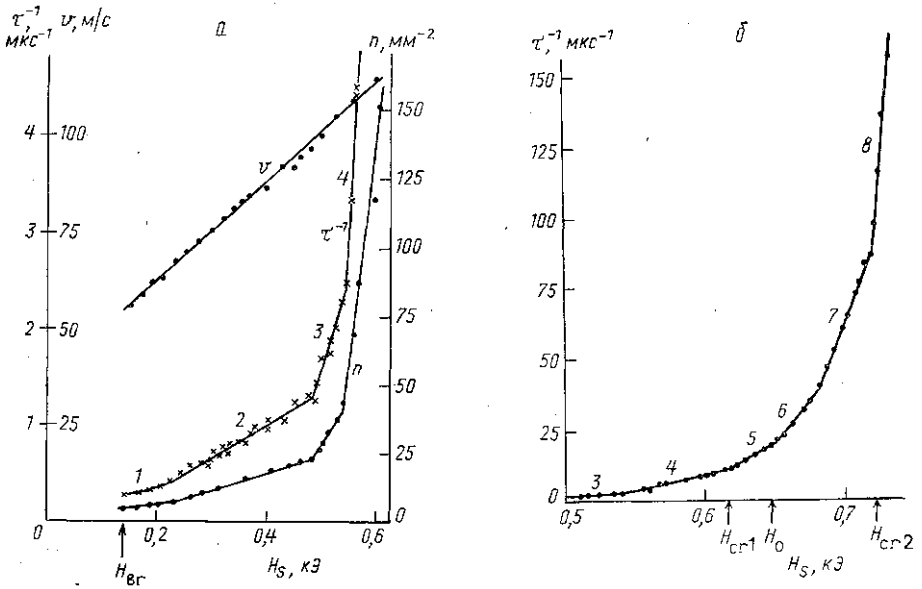 τ⁻¹ υ, м/с а n, мм⁻²
мкс⁻¹
4 100
3 75
2 50
1 25
0
150
125
100
75
50
25
0
υ
4
τ⁻¹
3
n
2
1
0 0,2 0,4 0,6
H_S, кЭ
H_вг
τ⁻¹ мкс⁻¹ б
150
125
100
75
50
25
0
8
7
6
5
4
3
0,5 0,6 0,7
H_cr1 H_0 H_cr2
H_S, кЭ